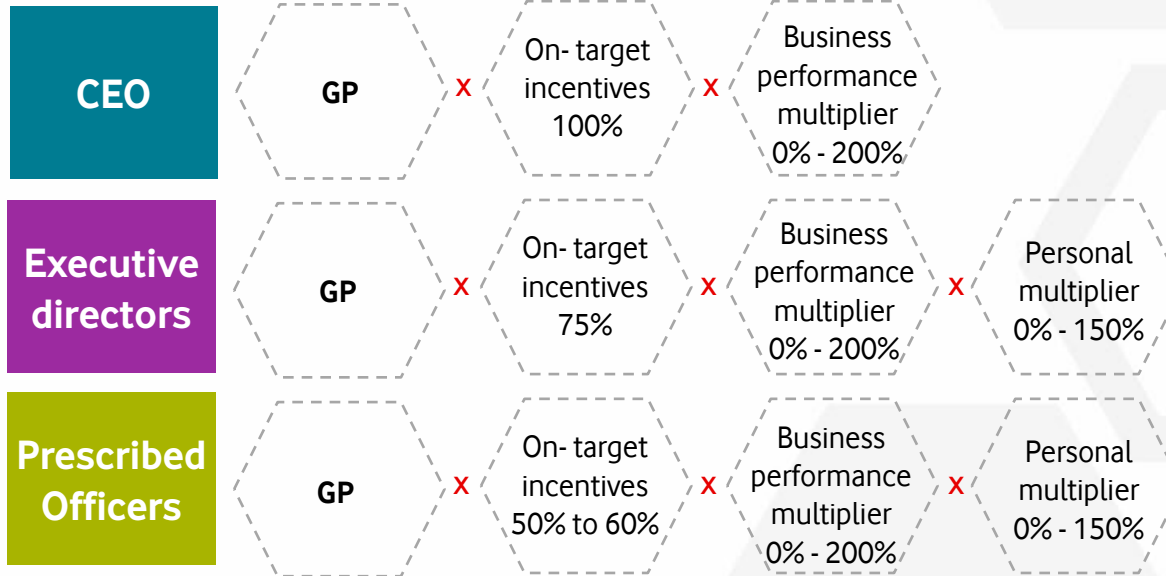 CEO
GP
x
On- target
incentives
100%
x
Business
performance
multiplier
0% - 200%
Executive
directors
GP
x
On- target
incentives
75%
x
Business
performance
multiplier
0% - 200%
x
Personal
multiplier
0% - 150%
Prescribed
Officers
GP
x
On- target
incentives
50% to 60%
x
Business
performance
multiplier
0% - 200%
x
Personal
multiplier
0% - 150%